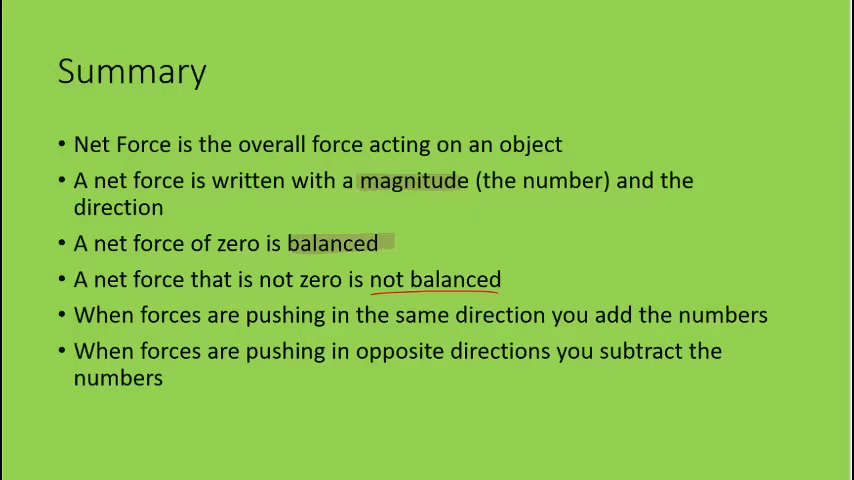 Summary
• Net Force is the overall force acting on an object
• A net force is written with a magnitude (the number) and the
direction
• A net force of zero is balanced
• A net force that is not zero is not balanced
• When forces are pushing in the same direction you add the numbers
• When forces are pushing in opposite directions you subtract the
numbers